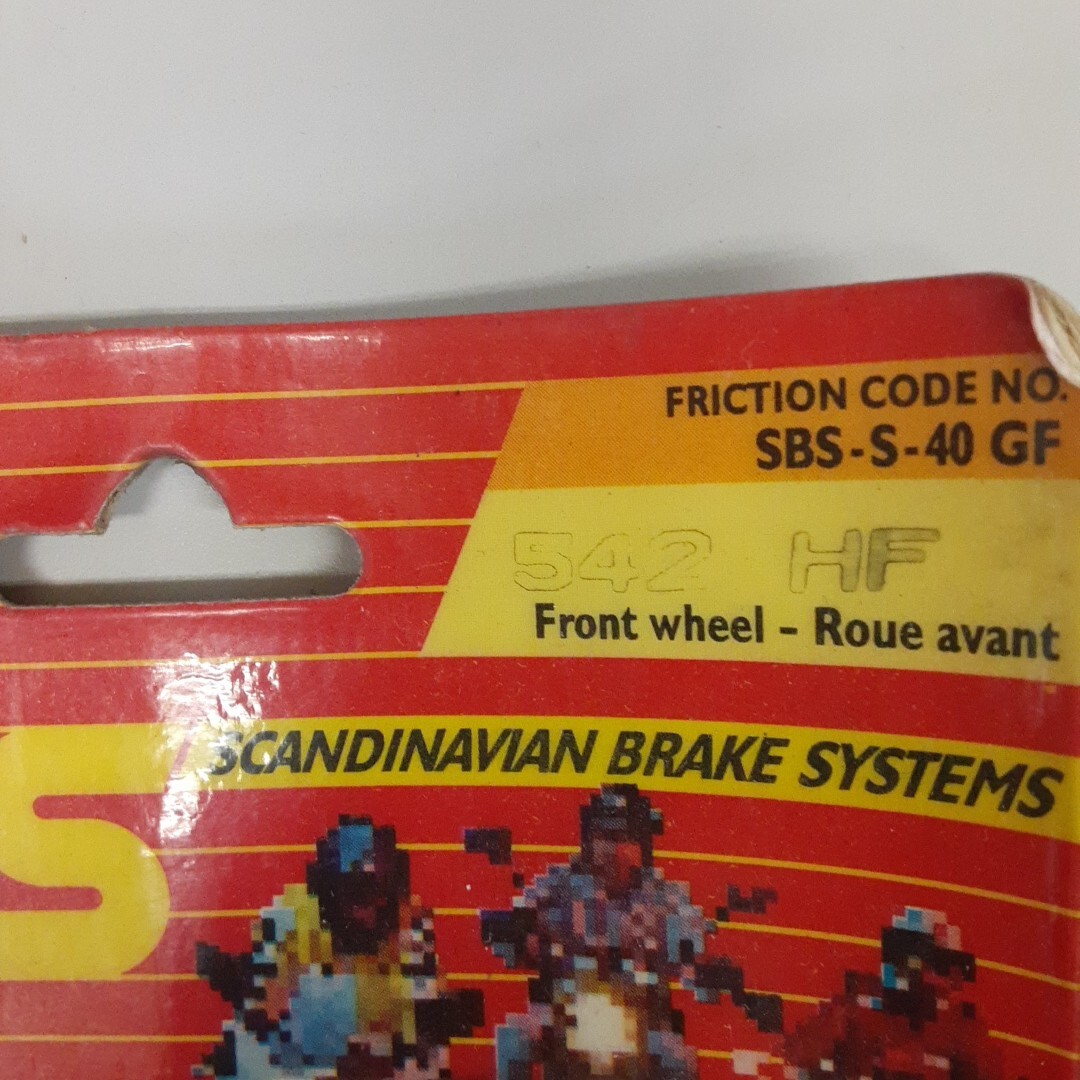 FRICTION CODE NO.
SBS-S-40 GF
542 HF
Front wheel - Roue avant
SCANDINAVIAN BRAKE SYSTEMS
S